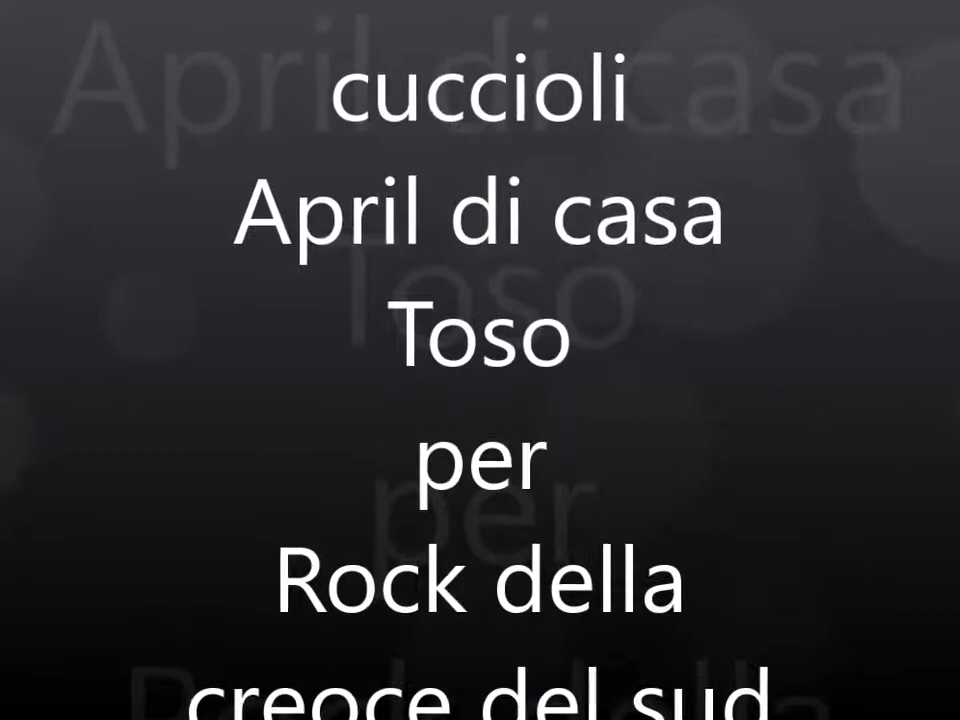 cuccioli
April di casa
Toso
per
Rock della
creoce del sud